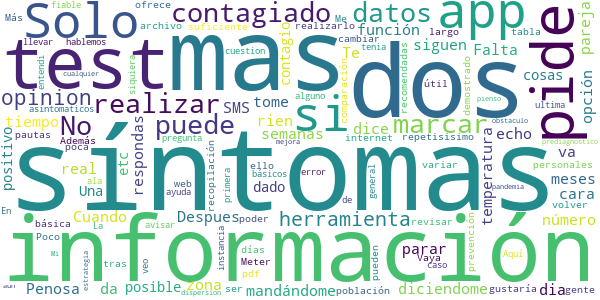 Solo
contagiado
datos
app
pide
test
mas
dos
síntomas
información
si
puede
realizar
No
opinion
marcar
herramienta
Más
fiable
archivo
ofrece
suficiente
Me
realizarlo
cambiar
hablemos
llevar
cuestion
Te
función
largo
tabla
pareja
entendí
siquiera
cualquier
contagio
alguno
tenia
siguen
Falta
cosas
opción
comparación
recomendadas
demostrado
útil
ultima
pienso
obstaculo
prediagnostico
asintomaticos
tiempo
pautas
poca
Además
SMS
tome
rien
semanas
dice
echo
repetisisimo
internet
pregunta
mejora
respondas
etc
real
ala
positivo
web
ayuda
ello
básicos
error
recopilación
primera
general
de
variar
pandemia
temperatura
va
personales
meses
volver
cara
En
Una
La
Cuando
Despues
dado
poder
instancia
número
revisar
básica
Poco
avisar
parar
Vaya
caso
prevención
Aquí
gustaría
Mi
tras
veo
días
Meter
pdf
pueden
diciendome
estrategia
Penosa
da
posible
dispersion
zona
ser
mandándome
población
dia
gente